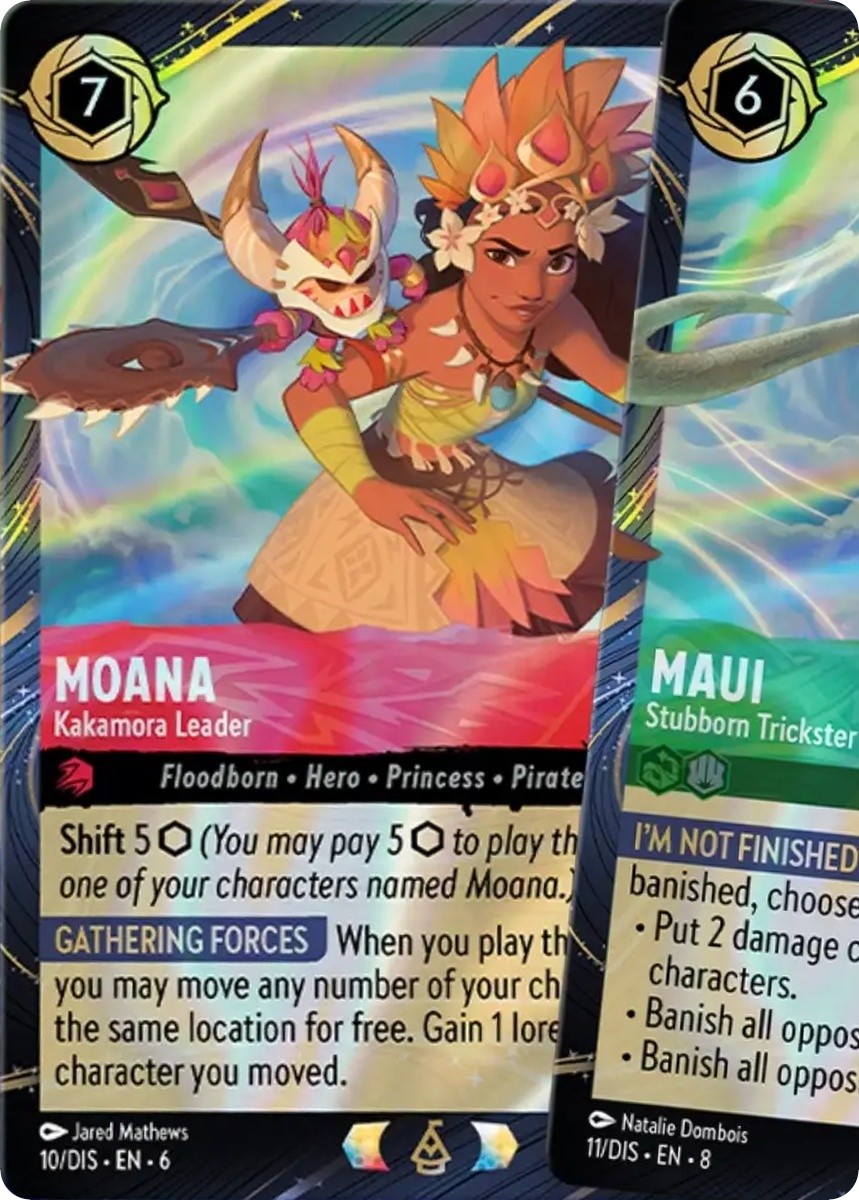 7
MOANA
Kakamora Leader
Floodborn • Hero • Princess • Pirate
Shift 5 ⬡ (You may pay 5 ⬡ to play th
one of your characters named Moana.)
GATHERING FORCES When you play th
you may move any number of your ch
the same location for free. Gain 1 lore
character you moved.
Jared Mathews
10/DIS • EN • 6
6
MAUI
Stubborn Trickster
I'M NOT FINISHED
banished, choose
• Put 2 damage c
characters.
• Banish all oppos
• Banish all oppos
Natalie Dombois
11/DIS • EN • 8